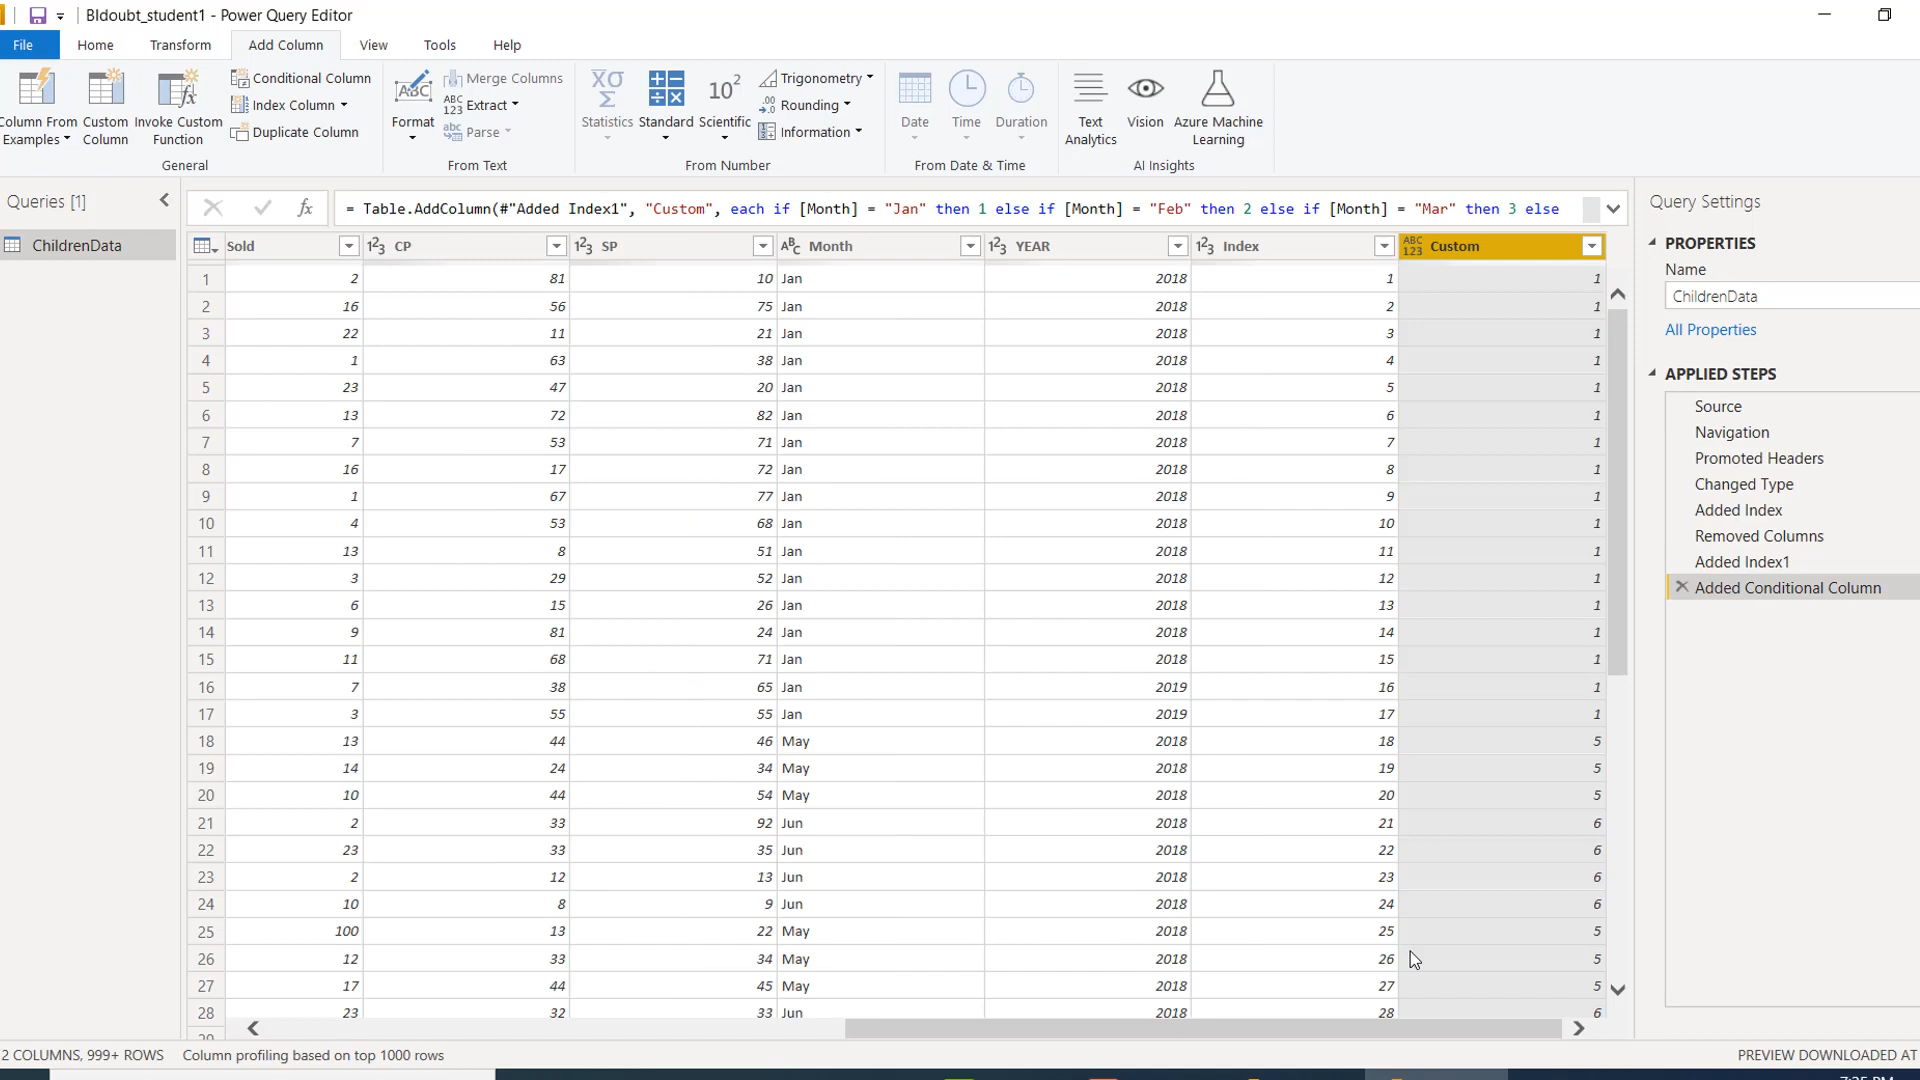 BIdoubt_student1 - Power Query Editor
File Home Transform Add Column View Tools Help
Column From Examples Custom Column Invoke Custom Function
Conditional Column
Index Column
Duplicate Column
General
Format
Merge Columns
Extract
Parse
From Text
Statistics Standard Scientific
Trigonometry
Rounding
Information
From Number
Date Time Duration
From Date & Time
Text Analytics Vision Azure Machine Learning
AI Insights
Queries [1]
ChildrenData
fx = Table.AddColumn(#"Added Index1", "Custom", each if [Month] = "Jan" then 1 else if [Month] = "Feb" then 2 else if [Month] = "Mar" then 3 else
Sold 123 CP 123 SP ABC Month 123 YEAR 123 Index ABC 123 Custom
1 2 81 10 Jan 2018 1 1
2 16 56 75 Jan 2018 2 1
3 22 11 21 Jan 2018 3 1
4 1 63 38 Jan 2018 4 1
5 23 47 20 Jan 2018 5 1
6 13 72 82 Jan 2018 6 1
7 7 53 71 Jan 2018 7 1
8 16 17 72 Jan 2018 8 1
9 1 67 77 Jan 2018 9 1
10 4 53 68 Jan 2018 10 1
11 13 8 51 Jan 2018 11 1
12 3 29 52 Jan 2018 12 1
13 6 15 26 Jan 2018 13 1
14 9 81 24 Jan 2018 14 1
15 11 68 71 Jan 2018 15 1
16 7 38 65 Jan 2019 16 1
17 3 55 55 Jan 2019 17 1
18 13 44 46 May 2018 18 5
19 14 24 34 May 2018 19 5
20 10 44 54 May 2018 20 5
21 2 33 92 Jun 2018 21 6
22 23 33 35 Jun 2018 22 6
23 2 12 13 Jun 2018 23 6
24 10 8 9 Jun 2018 24 6
25 100 13 22 May 2018 25 5
26 12 33 34 May 2018 26 5
27 17 44 45 May 2018 27 5
28 23 32 33 Jun 2018 28 6
Query Settings
PROPERTIES
Name
ChildrenData
All Properties
APPLIED STEPS
Source
Navigation
Promoted Headers
Changed Type
Added Index
Removed Columns
Added Index1
Added Conditional Column
2 COLUMNS, 999+ ROWS Column profiling based on top 1000 rows
PREVIEW DOWNLOADED AT